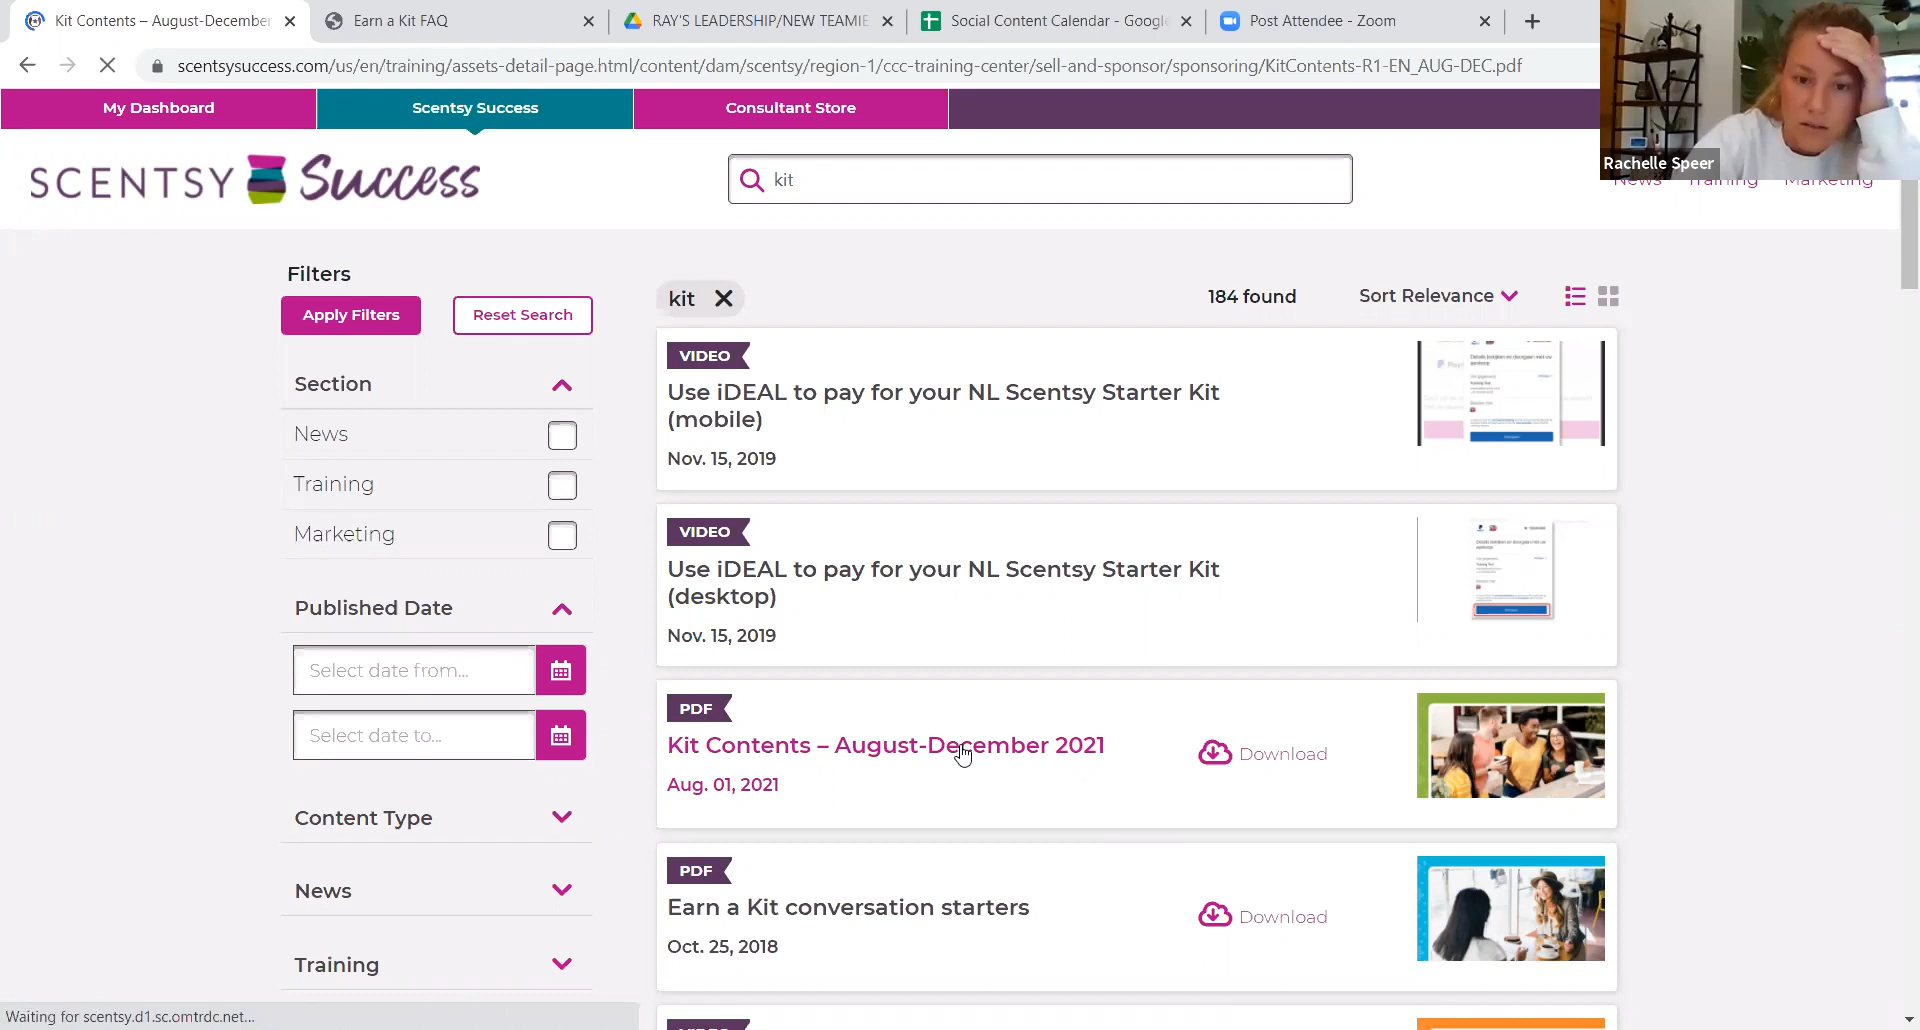 Kit Contents – August-December
Earn a Kit FAQ
RAY'S LEADERSHIP/NEW TEAMIE
Social Content Calendar - Google
Post Attendee - Zoom
scentsysuccess.com/us/en/training/assets-detail-page.html/content/dam/scentsy/region-1/ccc-training-center/sell-and-sponsor/sponsoring/KitContents-R1-EN_AUG-DEC.pdf
My Dashboard
Scentsy Success
Consultant Store
Rachelle Speer
SCENTSY Success
kit
News Training Marketing
Filters
Apply Filters
Reset Search
Section
News
Training
Marketing
Published Date
Select date from...
Select date to...
Content Type
News
Training
kit
184 found
Sort Relevance
VIDEO
Use iDEAL to pay for your NL Scentsy Starter Kit
(mobile)
Nov. 15, 2019
VIDEO
Use iDEAL to pay for your NL Scentsy Starter Kit
(desktop)
Nov. 15, 2019
PDF
Kit Contents – August-December 2021
Aug. 01, 2021
Download
PDF
Earn a Kit conversation starters
Oct. 25, 2018
Download
VIDEO
Waiting for scentsy.d1.sc.omtrdc.net...